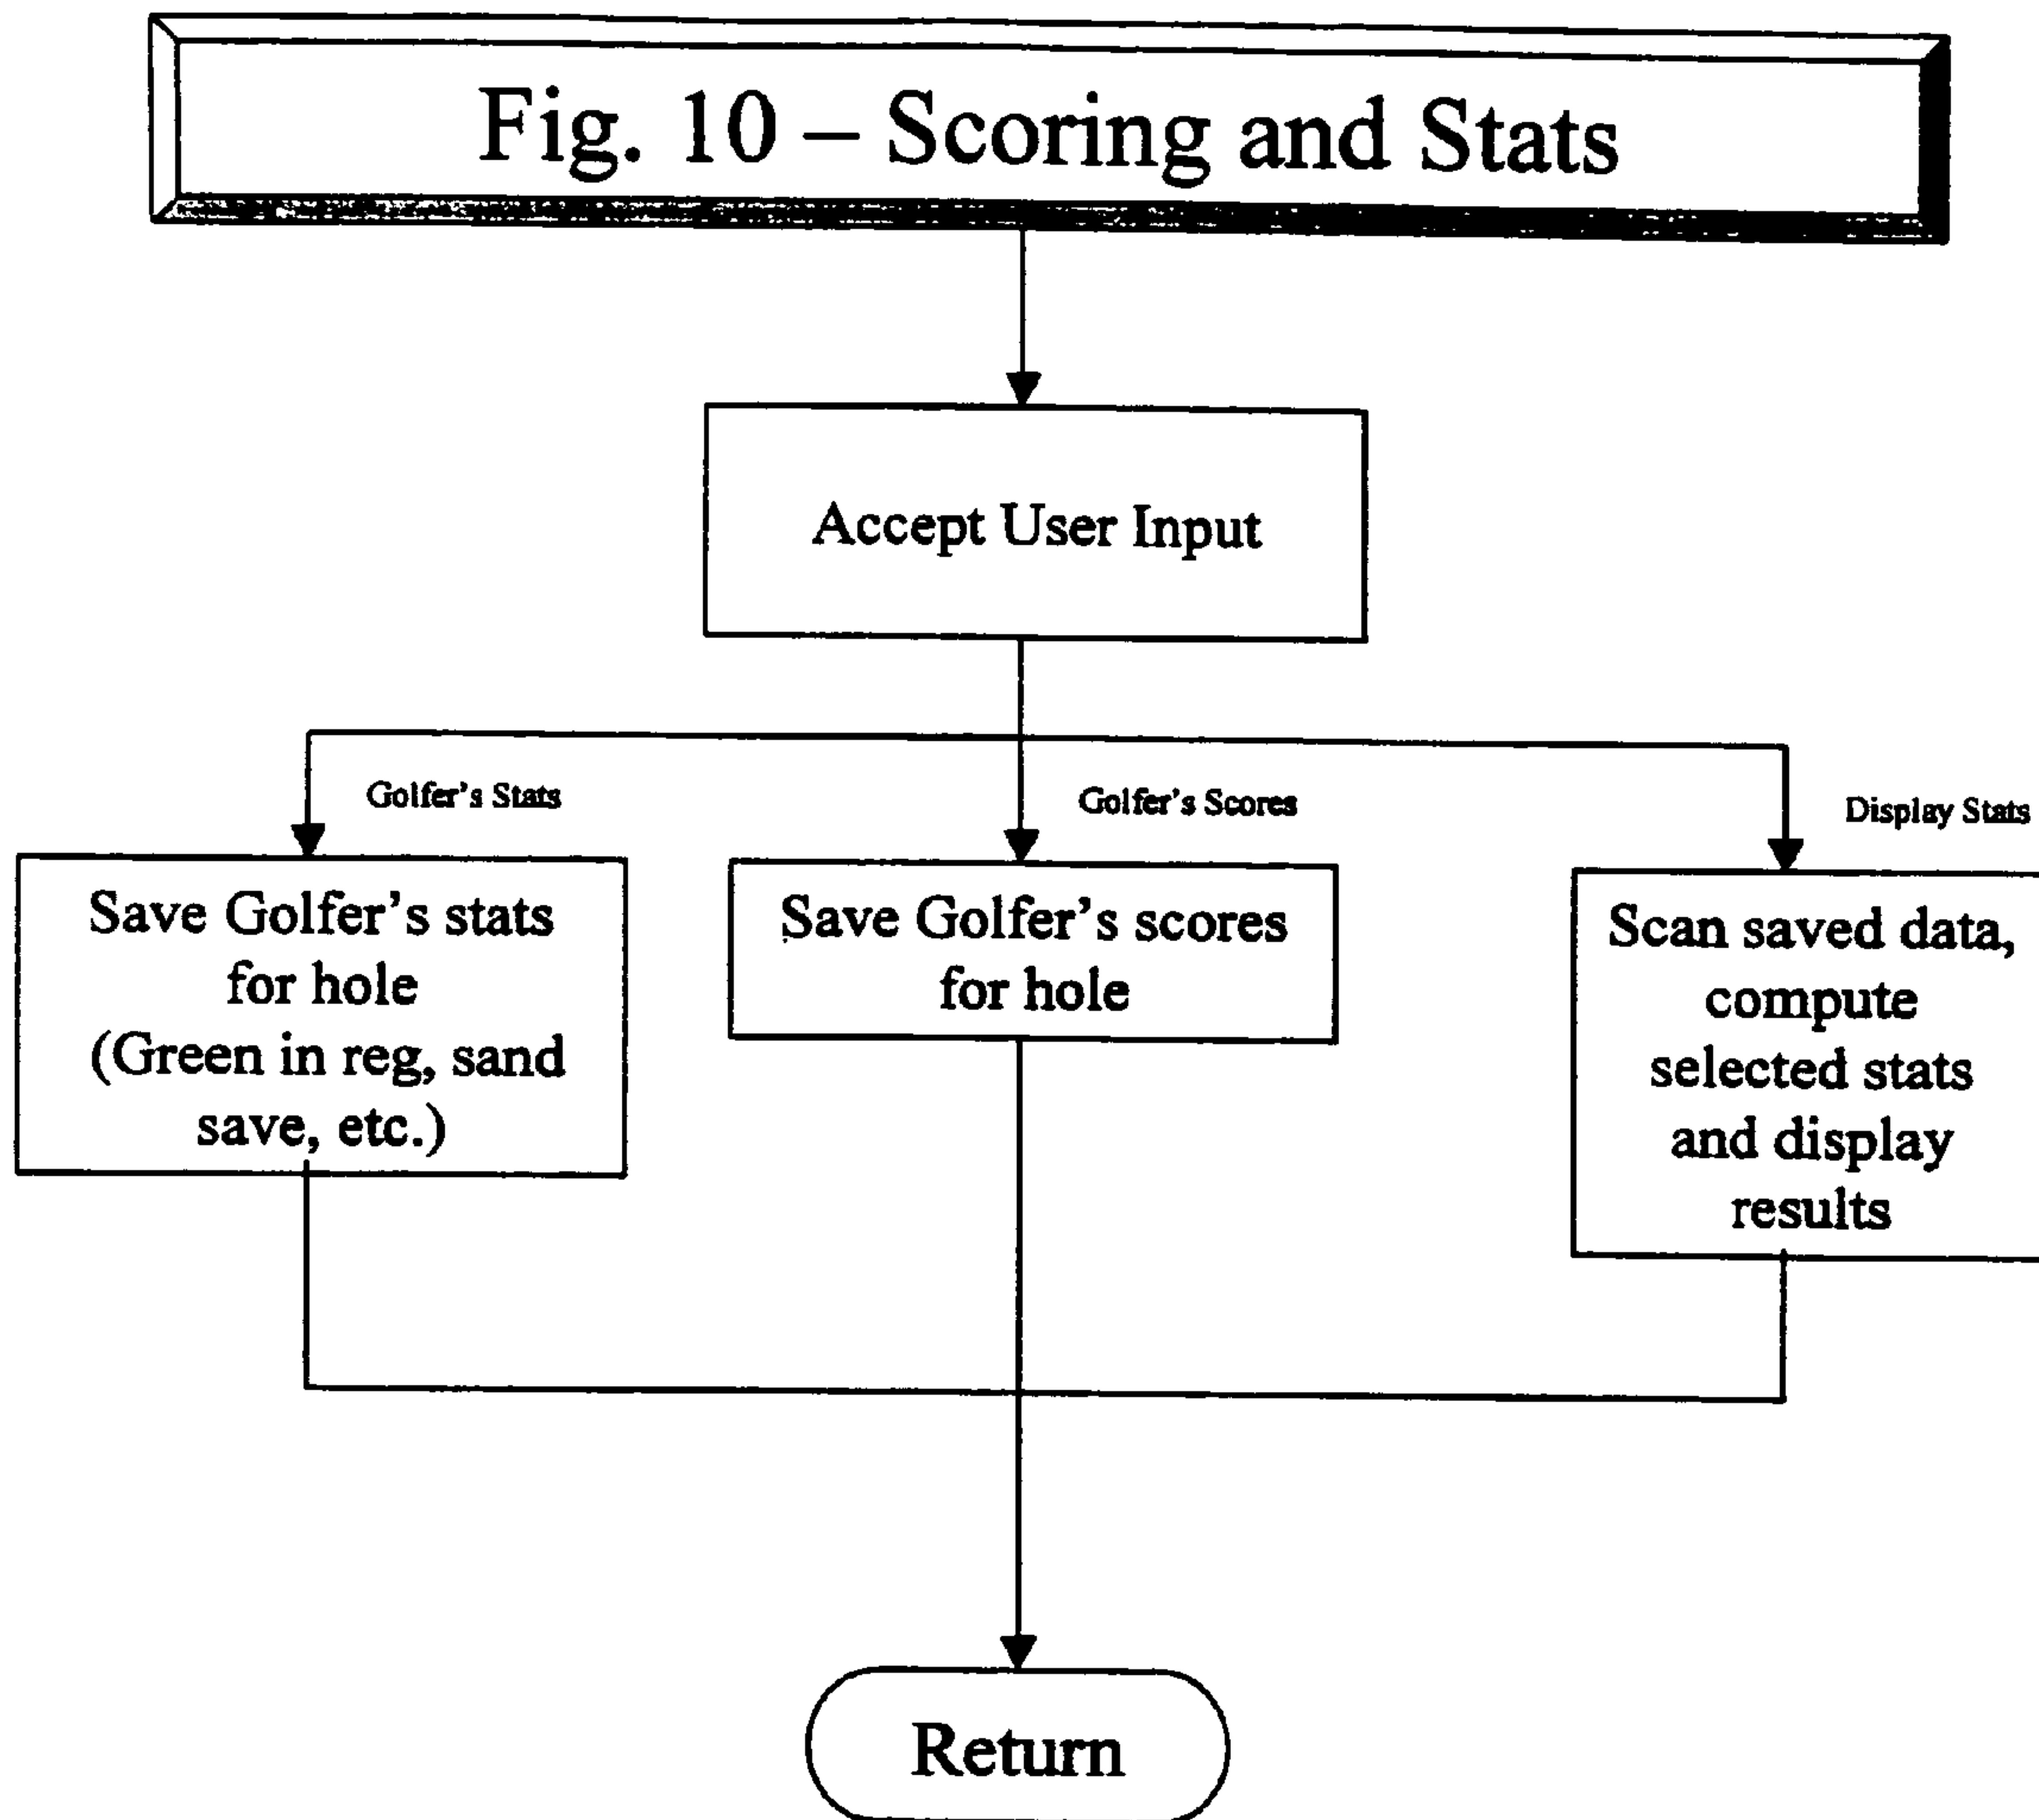 Fig. 10 – Scoring and Stats
Accept User Input
Golfer's Stats
Golfer's Scores
Display Stats
Save Golfer's stats
for hole
(Green in reg, sand
save, etc.)
Save Golfer's scores
for hole
Scan saved data,
compute
selected stats
and display
results
Return